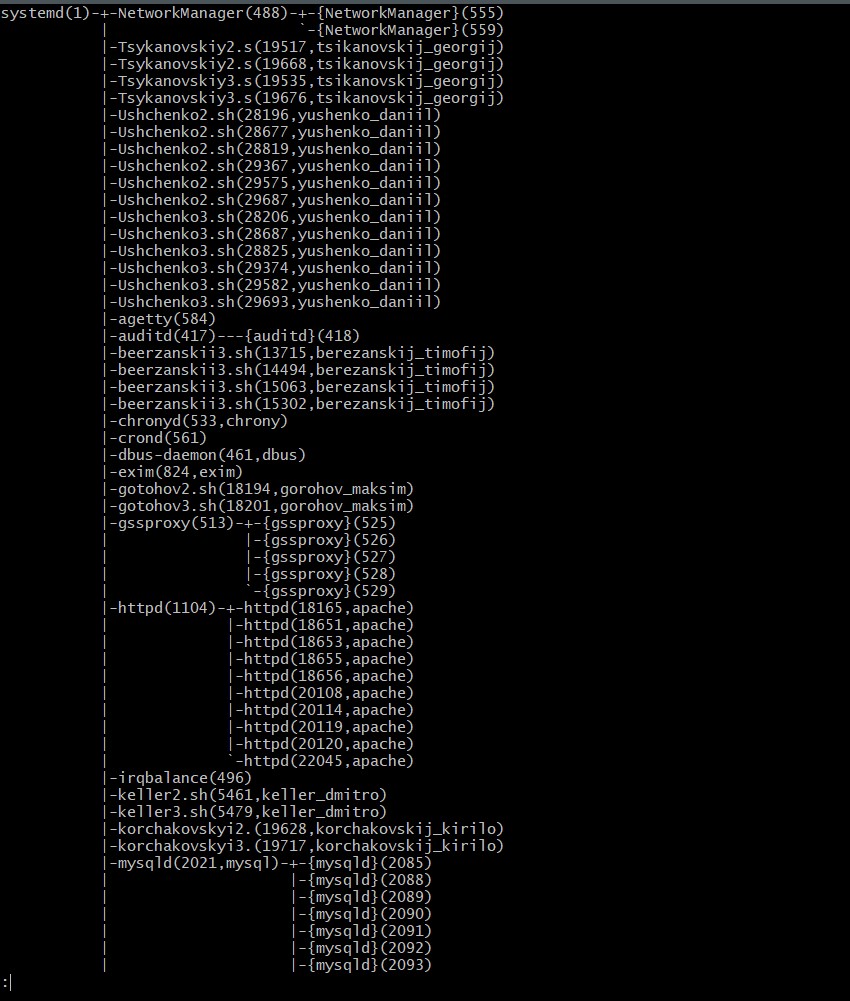 systemd(1)-+-NetworkManager(488)-+-{NetworkManager}(555)
           |                     `-{NetworkManager}(559)
           |-Tsykanovskiy2.s(19517,tsikanovskij_georgij)
           |-Tsykanovskiy2.s(19668,tsikanovskij_georgij)
           |-Tsykanovskiy3.s(19535,tsikanovskij_georgij)
           |-Tsykanovskiy3.s(19676,tsikanovskij_georgij)
           |-Ushchenko2.sh(28196,yushenko_daniil)
           |-Ushchenko2.sh(28677,yushenko_daniil)
           |-Ushchenko2.sh(28819,yushenko_daniil)
           |-Ushchenko2.sh(29367,yushenko_daniil)
           |-Ushchenko2.sh(29575,yushenko_daniil)
           |-Ushchenko2.sh(29687,yushenko_daniil)
           |-Ushchenko3.sh(28206,yushenko_daniil)
           |-Ushchenko3.sh(28687,yushenko_daniil)
           |-Ushchenko3.sh(28825,yushenko_daniil)
           |-Ushchenko3.sh(29374,yushenko_daniil)
           |-Ushchenko3.sh(29582,yushenko_daniil)
           |-Ushchenko3.sh(29693,yushenko_daniil)
           |-agetty(584)
           |-auditd(417)---{auditd}(418)
           |-beerzanskii3.sh(13715,berezanskij_timofij)
           |-beerzanskii3.sh(14494,berezanskij_timofij)
           |-beerzanskii3.sh(15063,berezanskij_timofij)
           |-beerzanskii3.sh(15302,berezanskij_timofij)
           |-chronyd(533,chrony)
           |-crond(561)
           |-dbus-daemon(461,dbus)
           |-exim(824,exim)
           |-gotohov2.sh(18194,gorohov_maksim)
           |-gotohov3.sh(18201,gorohov_maksim)
           |-gssproxy(513)-+-{gssproxy}(525)
           |               |-{gssproxy}(526)
           |               |-{gssproxy}(527)
           |               |-{gssproxy}(528)
           |               `-{gssproxy}(529)
           |-httpd(1104)-+-httpd(18165,apache)
           |             |-httpd(18651,apache)
           |             |-httpd(18653,apache)
           |             |-httpd(18655,apache)
           |             |-httpd(18656,apache)
           |             |-httpd(20108,apache)
           |             |-httpd(20114,apache)
           |             |-httpd(20119,apache)
           |             |-httpd(20120,apache)
           |             `-httpd(22045,apache)
           |-irqbalance(496)
           |-keller2.sh(5461,keller_dmitro)
           |-keller3.sh(5479,keller_dmitro)
           |-korchakovskyi2.(19628,korchakovskij_kirilo)
           |-korchakovskyi3.(19717,korchakovskij_kirilo)
           |-mysqld(2021,mysql)-+-{mysqld}(2085)
           |                    |-{mysqld}(2088)
           |                    |-{mysqld}(2089)
           |                    |-{mysqld}(2090)
           |                    |-{mysqld}(2091)
           |                    |-{mysqld}(2092)
           |                    |-{mysqld}(2093)
: